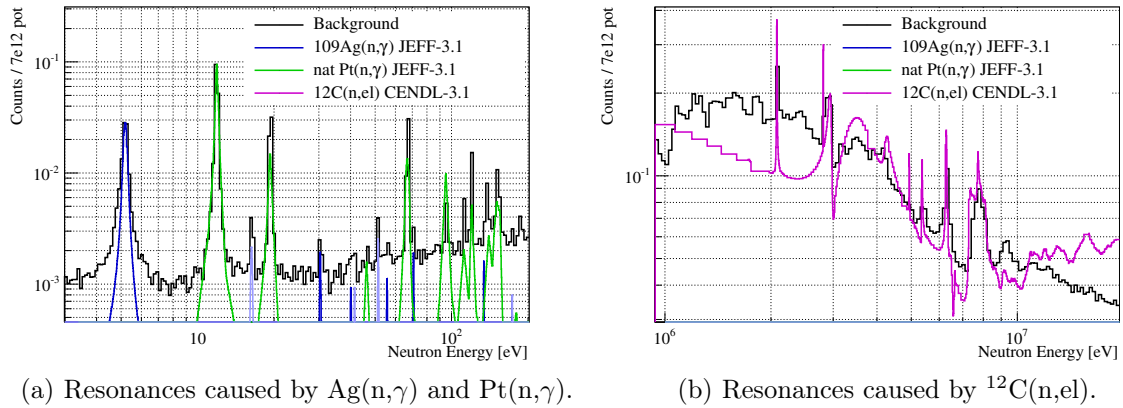 Counts / 7e12 pot
Background
109Ag(n,γ) JEFF-3.1
nat Pt(n,γ) JEFF-3.1
12C(n,el) CENDL-3.1
10⁻¹
10⁻²
10⁻³
10
10²
Neutron Energy [eV]
(a) Resonances caused by Ag(n,γ) and Pt(n,γ).
Counts / 7e12 pot
Background
109Ag(n,γ) JEFF-3.1
nat Pt(n,γ) JEFF-3.1
12C(n,el) CENDL-3.1
10⁻¹
10⁶
10⁷
Neutron Energy [eV]
(b) Resonances caused by ¹²C(n,el).